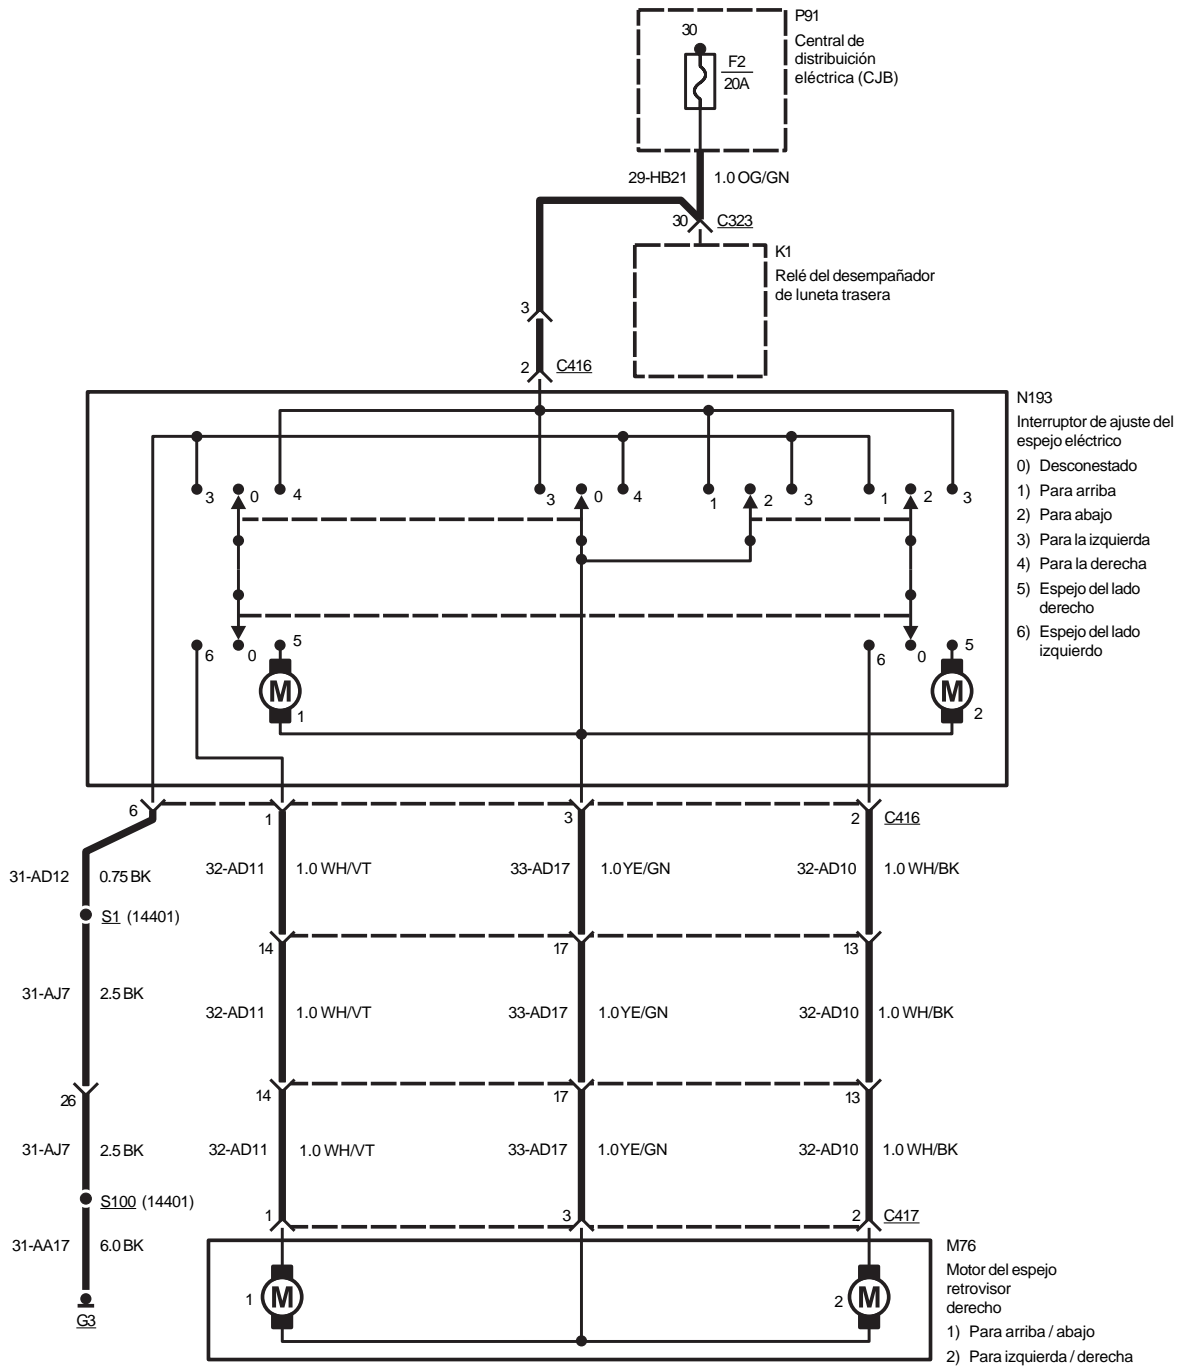 P91
30
Central de
distribuición
eléctrica (CJB)
F2
20A
29-HB21 1.0 OG/GN
30 C323
K1
Relé del desempañador
de luneta trasera
3
2 C416
N193
Interruptor de ajuste del
espejo eléctrico
0) Desconestado
1) Para arriba
2) Para abajo
3) Para la izquierda
4) Para la derecha
5) Espejo del lado
derecho
6) Espejo del lado
izquierdo
3 0 4 3 0 4 1 2 3 1 2 3
6 0 5 6 0 5
M 1 M 2
6 1 3 2 C416
31-AD12 0.75 BK 32-AD11 1.0 WH/VT 33-AD17 1.0 YE/GN 32-AD10 1.0 WH/BK
S1 (14401)
14 17 13
31-AJ7 2.5 BK 32-AD11 1.0 WH/VT 33-AD17 1.0 YE/GN 32-AD10 1.0 WH/BK
26 14 17 13
31-AJ7 2.5 BK 32-AD11 1.0 WH/VT 33-AD17 1.0 YE/GN 32-AD10 1.0 WH/BK
S100 (14401)
1 3 2 C417
31-AA17 6.0 BK
G3
M76
Motor del espejo
retrovisor
derecho
1) Para arriba / abajo
2) Para izquierda / derecha
1 M 2 M